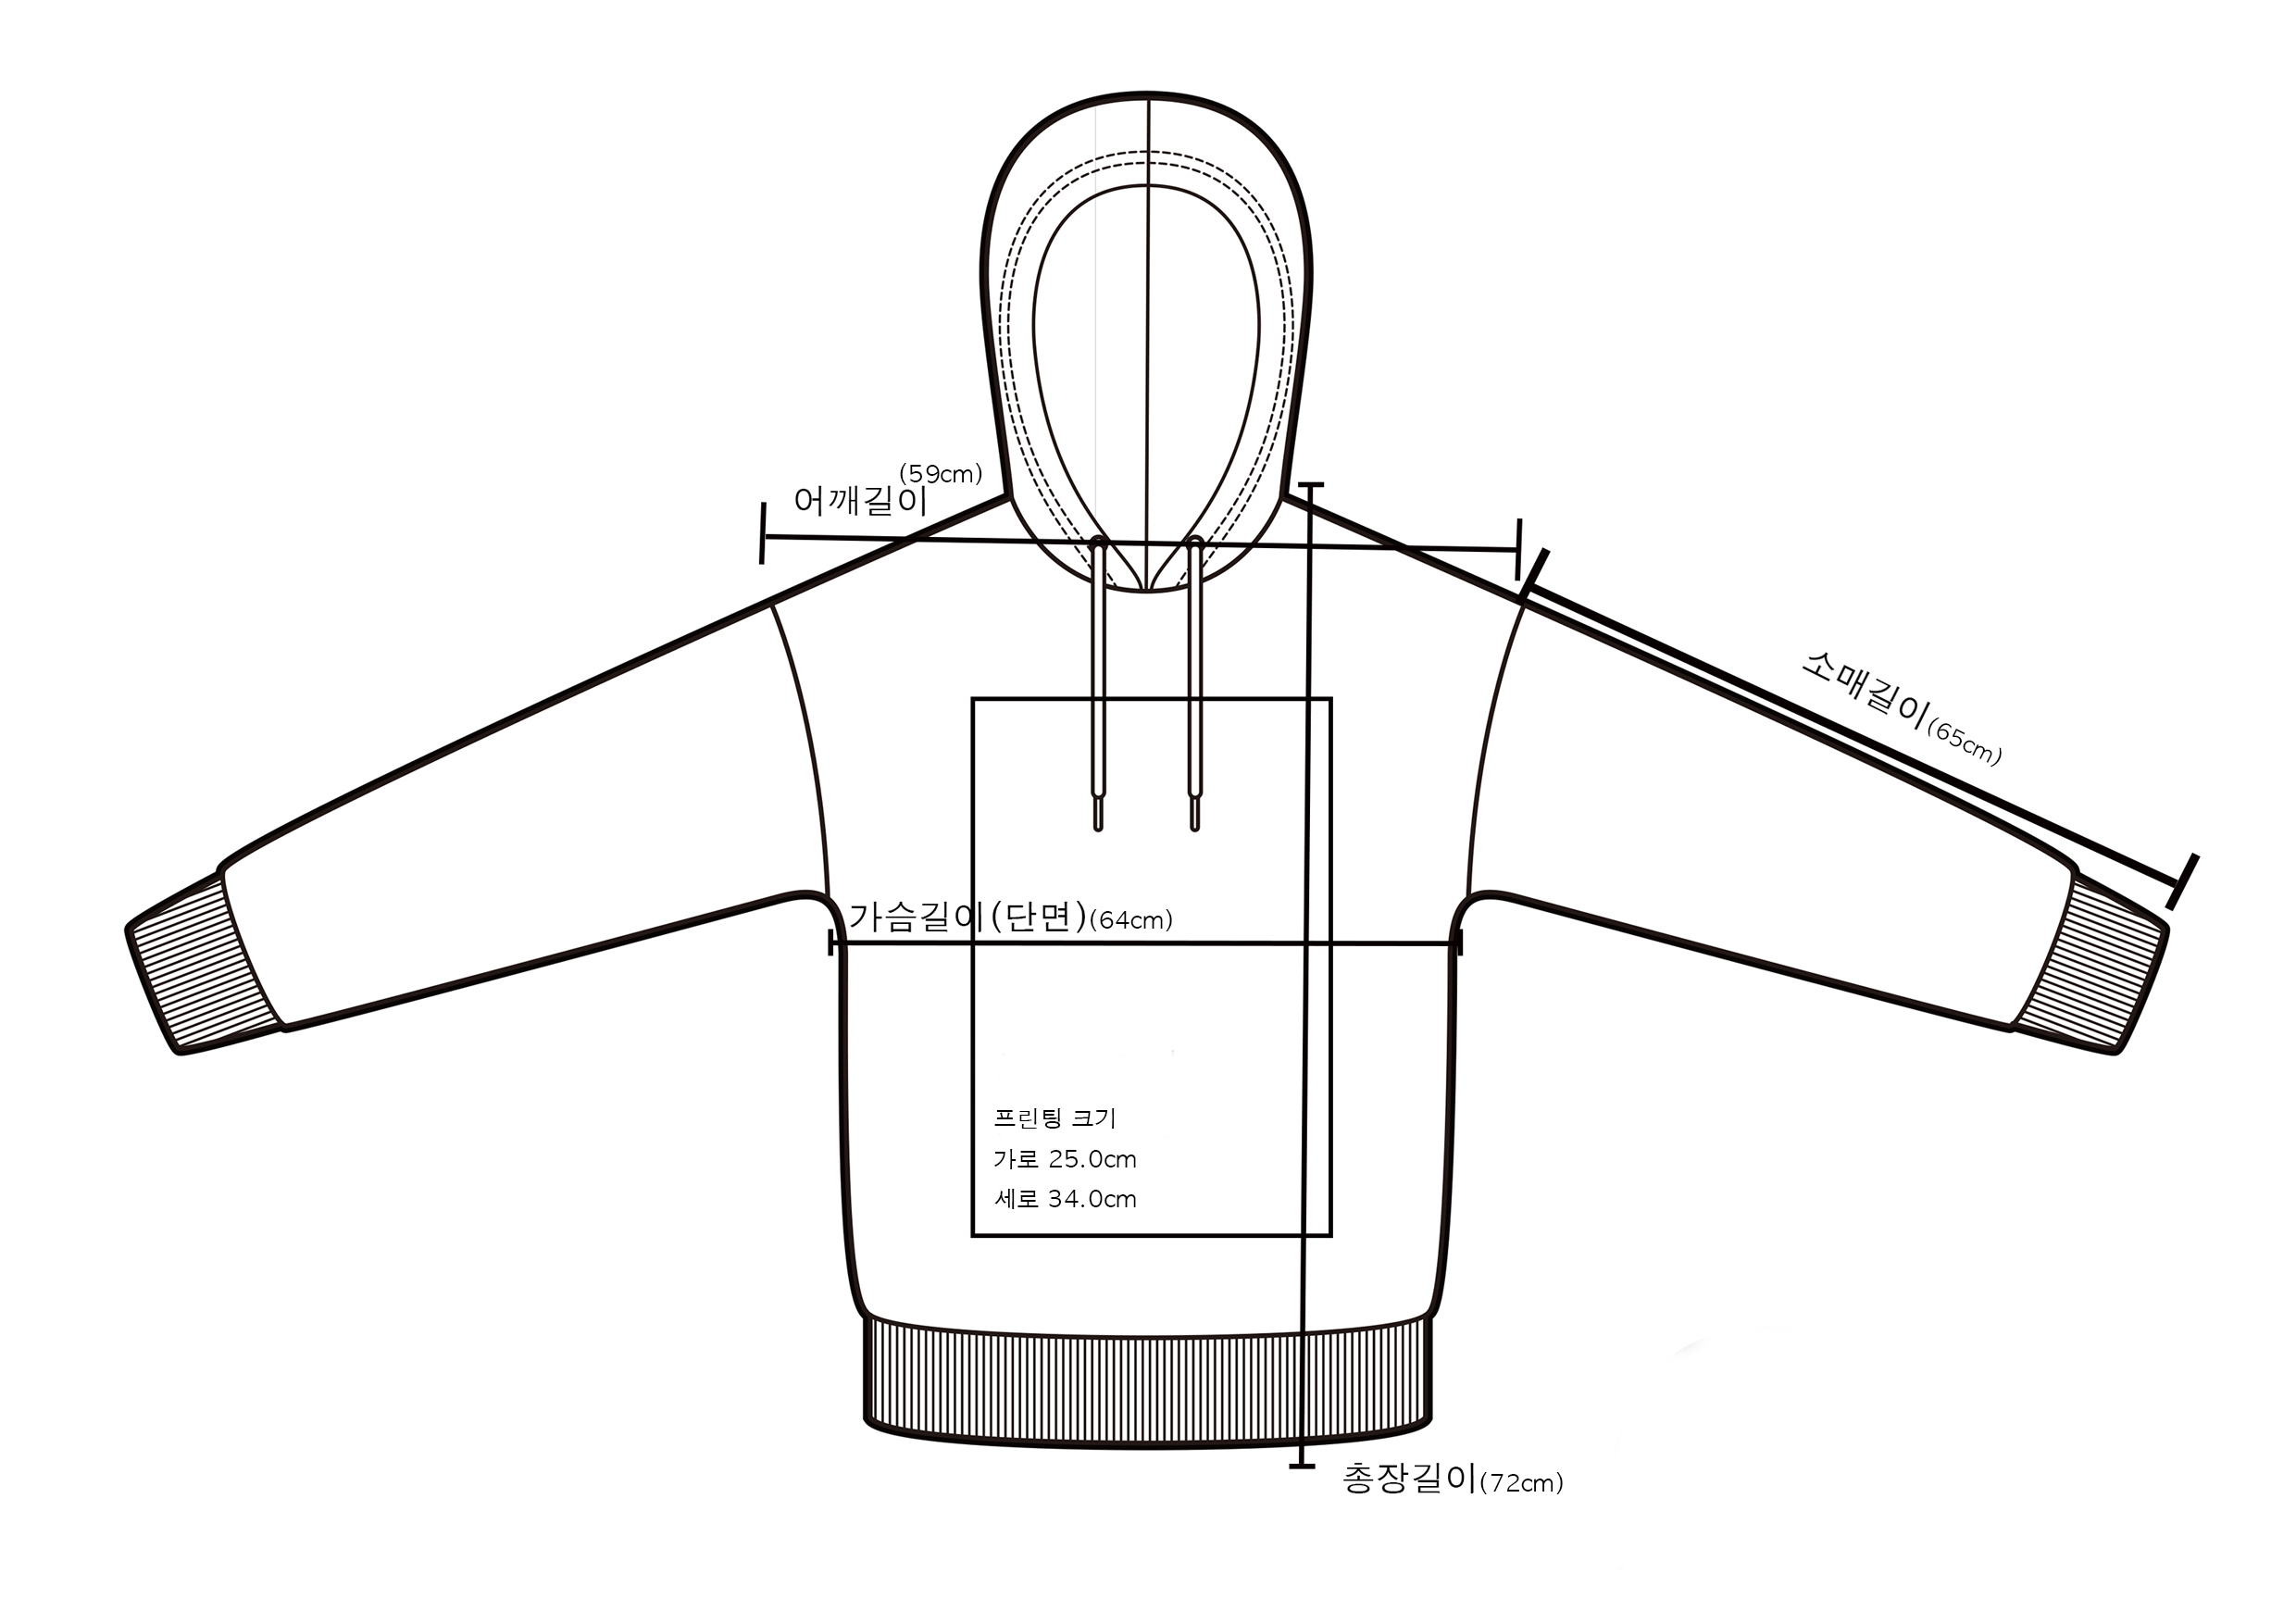 (59cm)
어깨길이
소매길이(65cm)
가슴길이(단면)(64cm)
프린팅 크기
가로 25.0cm
세로 34.0cm
총장길이(72cm)